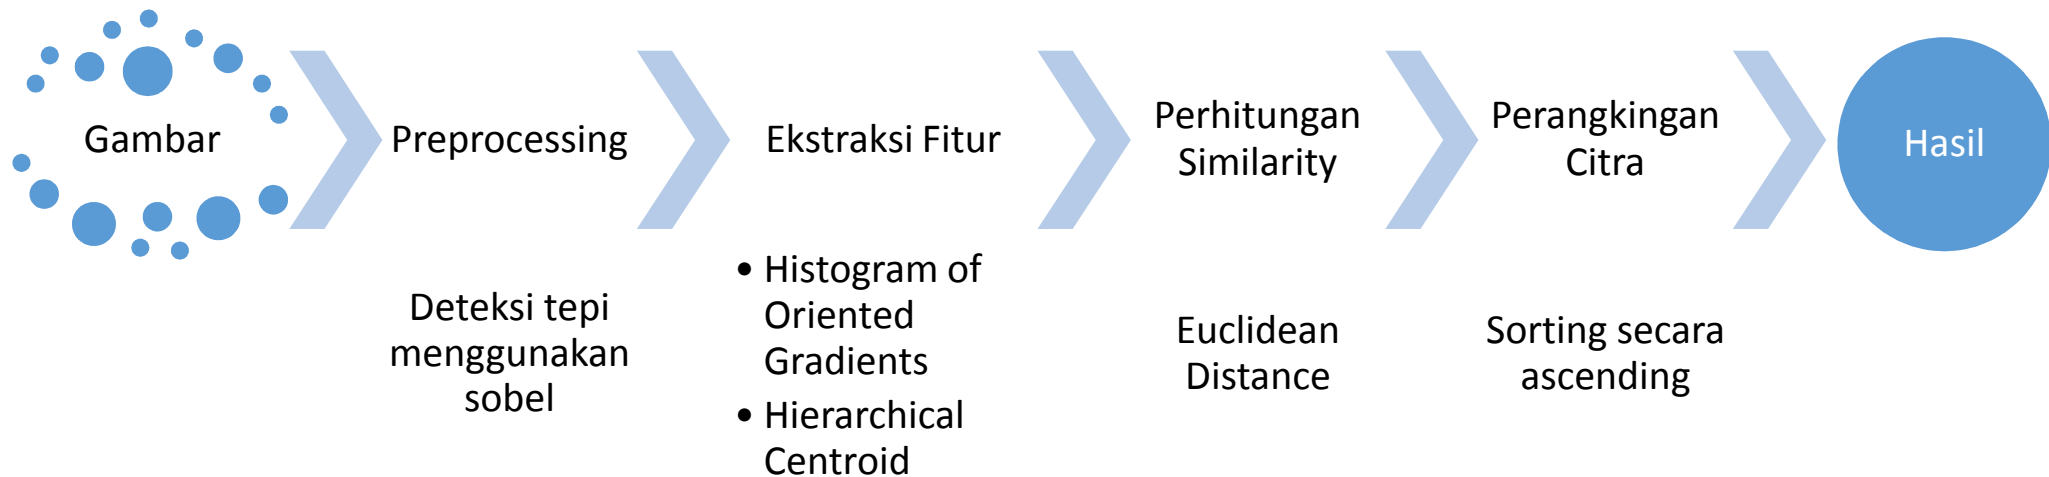 Gambar
Preprocessing
Ekstraksi Fitur
Perhitungan
Similarity
Perangkingan
Citra
Hasil
Deteksi tepi
menggunakan
sobel
• Histogram of
Oriented
Gradients
• Hierarchical
Centroid
Euclidean
Distance
Sorting secara
ascending